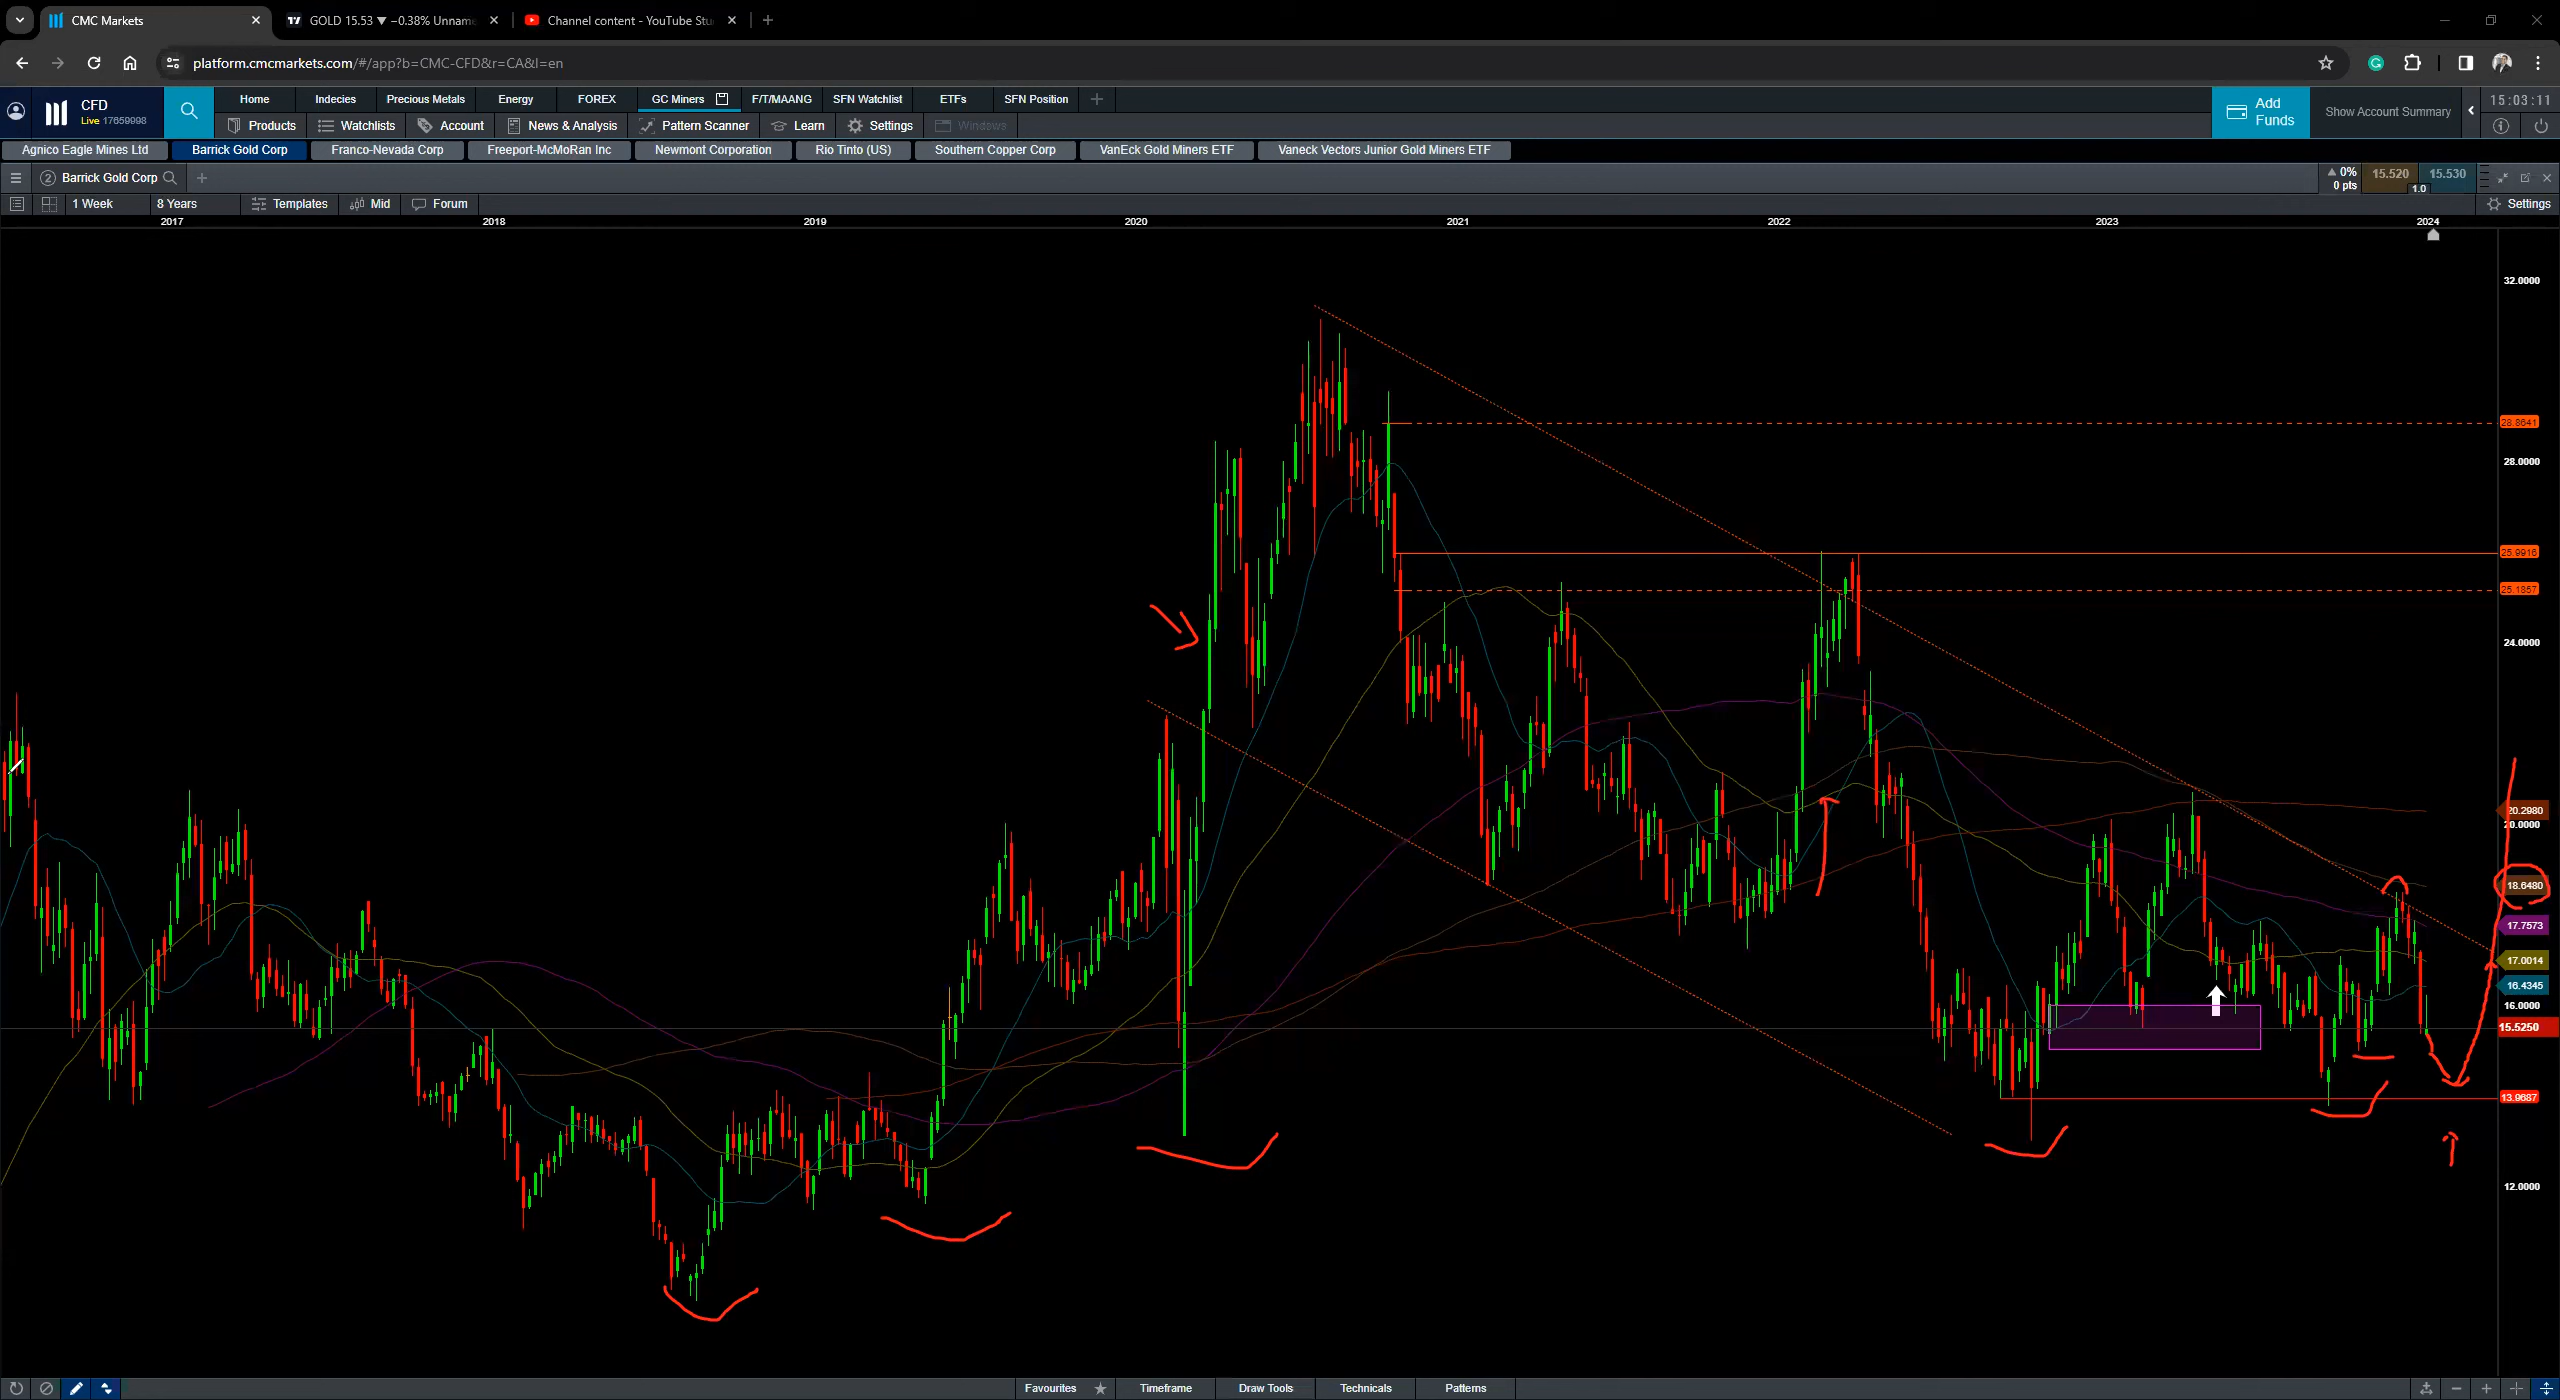 CMC Markets
GOLD 15.53 ▼ −0.38% Unname
Channel content - YouTube Stu
platform.cmcmarkets.com/#/app?b=CMC-CFD&r=CA&l=en
CFD
Live 17659998
Home Indecies Precious Metals Energy FOREX GC Miners F/T/MAANG SFN Watchlist ETFs SFN Position
Products Watchlists Account News & Analysis Pattern Scanner Learn Settings Windows
Add Funds
Show Account Summary
15:03:11
Agnico Eagle Mines Ltd Barrick Gold Corp Franco-Nevada Corp Freeport-McMoRan Inc Newmont Corporation Rio Tinto (US) Southern Copper Corp VanEck Gold Miners ETF Vaneck Vectors Junior Gold Miners ETF
2 Barrick Gold Corp
▲ 0%
0 pts
15.520 15.530
1.0
1 Week 8 Years Templates Mid Forum Settings
2017 2018 2019 2020 2021 2022 2023 2024
32.0000
28.8641
28.0000
25.9916
25.1857
24.0000
20.2980
20.0000
18.6480
17.7573
17.0014
16.4345
16.0000
15.5250
13.9687
12.0000
Favourites Timeframe Draw Tools Technicals Patterns